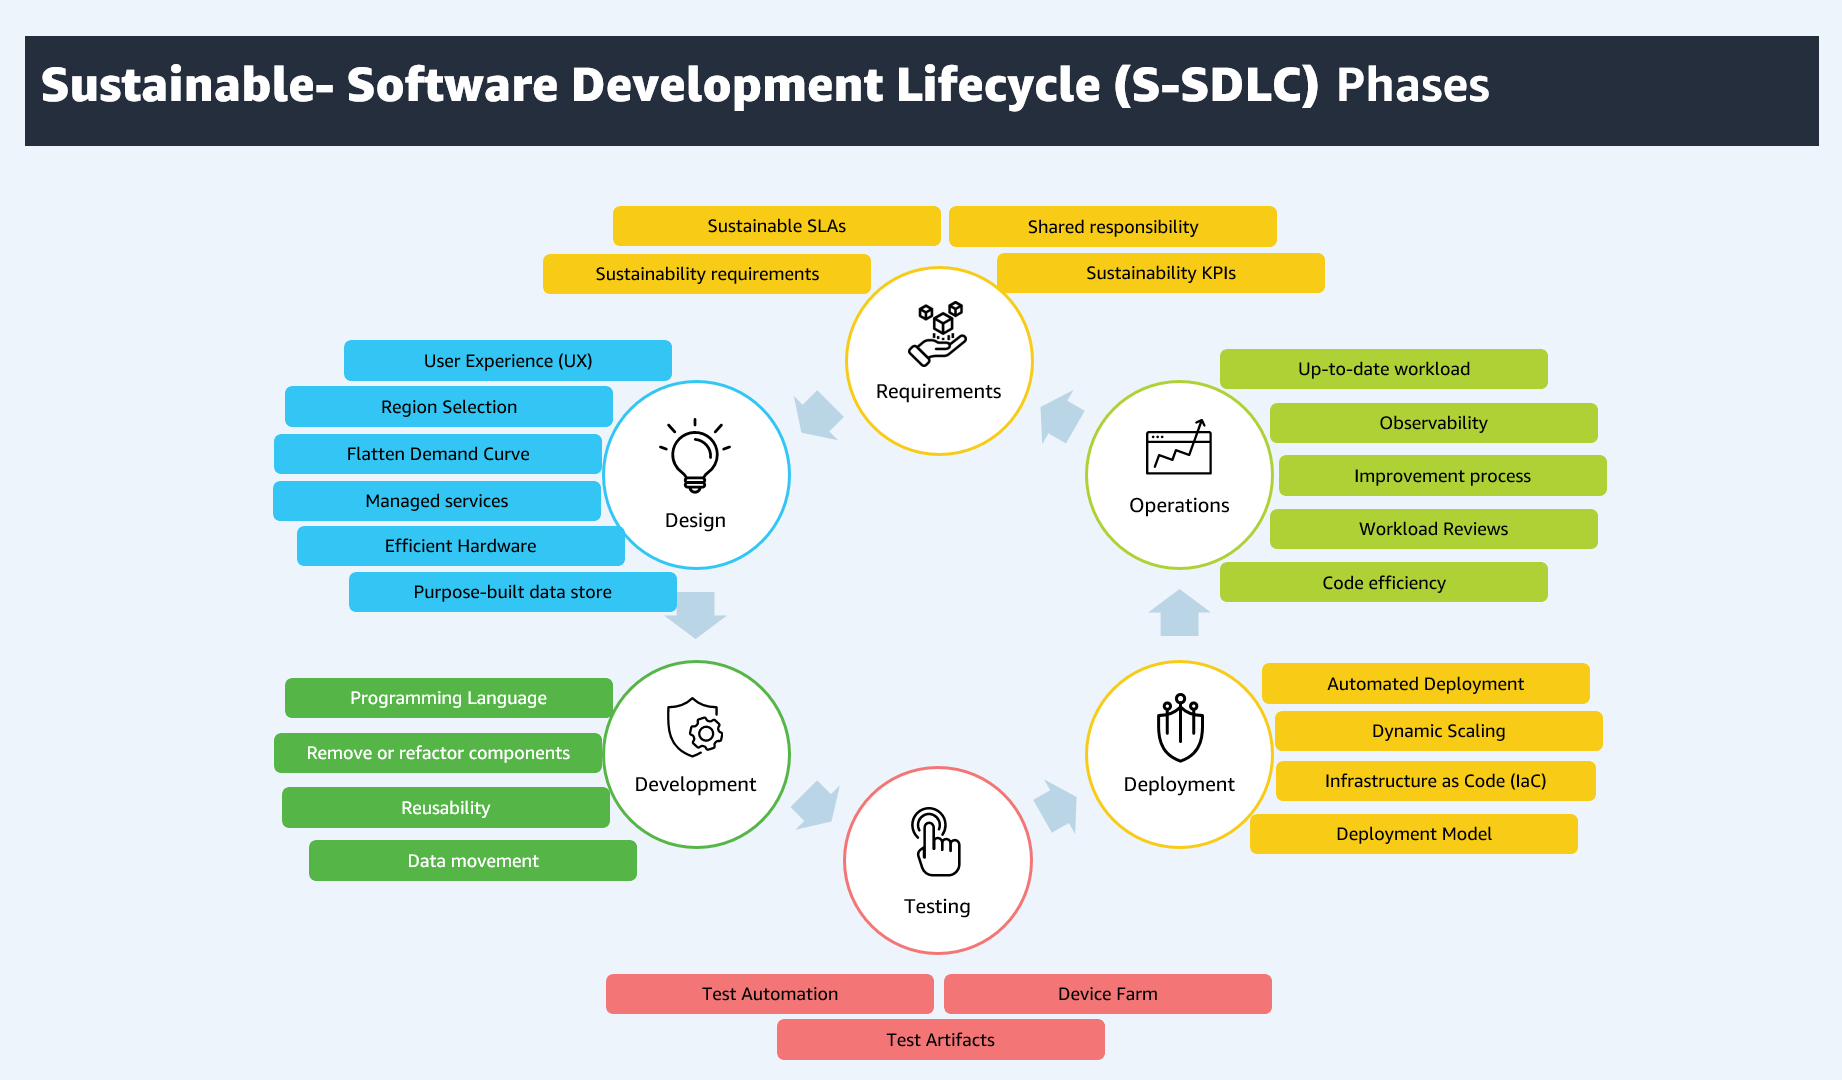 Sustainable- Software Development Lifecycle (S-SDLC) Phases
Sustainable SLAs
Shared responsibility
Sustainability requirements
Sustainability KPIs
Requirements
User Experience (UX)
Region Selection
Flatten Demand Curve
Managed services
Efficient Hardware
Purpose-built data store
Design
Up-to-date workload
Observability
Improvement process
Workload Reviews
Code efficiency
Operations
Programming Language
Remove or refactor components
Reusability
Data movement
Development
Automated Deployment
Dynamic Scaling
Infrastructure as Code (IaC)
Deployment Model
Deployment
Testing
Test Automation
Device Farm
Test Artifacts